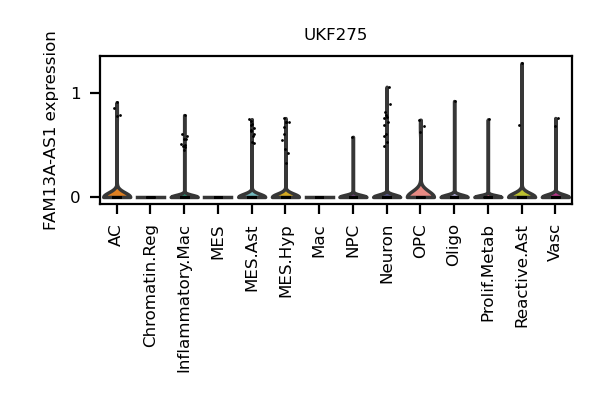 UKF275
FAM13A-AS1 expression
1
0
AC
Chromatin.Reg
Inflammatory.Mac
MES
MES.Ast
MES.Hyp
Mac
NPC
Neuron
OPC
Oligo
Prolif.Metab
Reactive.Ast
Vasc